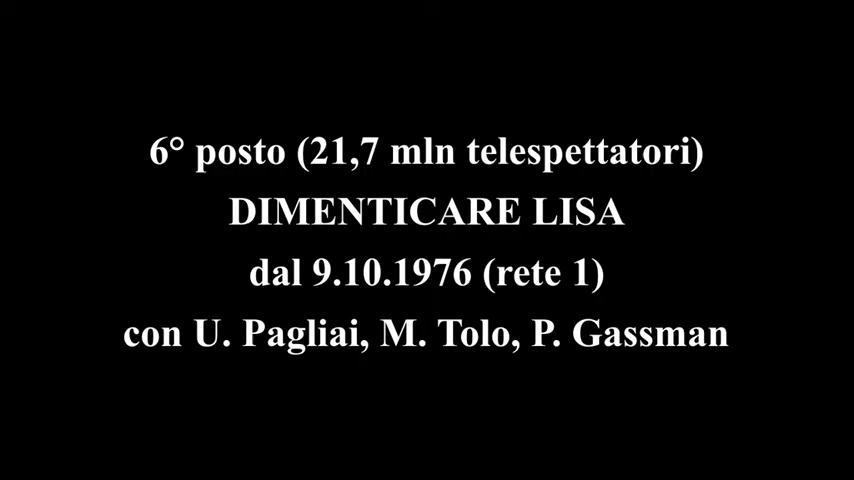 6° posto (21,7 mln telespettatori)
DIMENTICARE LISA
dal 9.10.1976 (rete 1)
con U. Pagliai, M. Tolo, P. Gassman